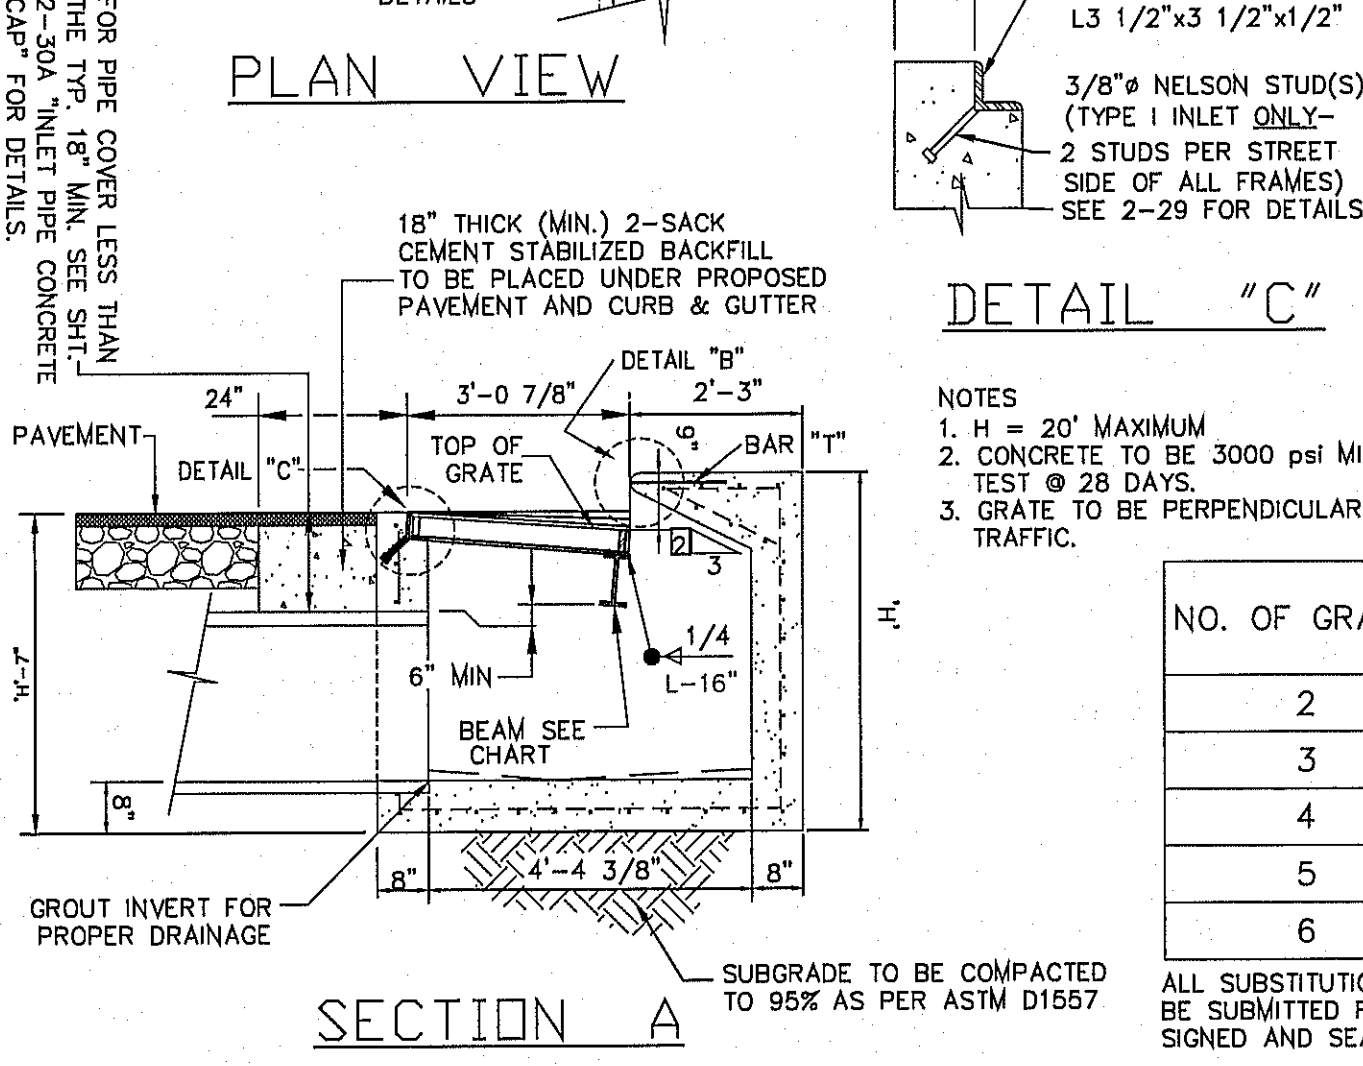 DETAILS
PLAN VIEW
FOR PIPE COVER LESS THAN
THE TYP. 18" MIN. SEE SHT.
2-30A "INLET PIPE CONCRETE
CAP" FOR DETAILS.
L3 1/2"x3 1/2"x1/2"
3/8"ø NELSON STUD(S)
(TYPE I INLET ONLY-
2 STUDS PER STREET
SIDE OF ALL FRAMES)
SEE 2-29 FOR DETAILS
DETAIL "C"
18" THICK (MIN.) 2-SACK
CEMENT STABILIZED BACKFILL
TO BE PLACED UNDER PROPOSED
PAVEMENT AND CURB & GUTTER
DETAIL "B"
24"
3'-0 7/8"
2'-3"
PAVEMENT
DETAIL "C"
TOP OF
GRATE
6"
BAR "T"
2
3
"H"-7"
"H"
6" MIN
1/4
L-16"
BEAM SEE
CHART
8"
8"
4'-4 3/8"
8"
GROUT INVERT FOR
PROPER DRAINAGE
SUBGRADE TO BE COMPACTED
TO 95% AS PER ASTM D1557
SECTION A
NOTES
1. H = 20' MAXIMUM
2. CONCRETE TO BE 3000 psi MI
TEST @ 28 DAYS.
3. GRATE TO BE PERPENDICULAR
TRAFFIC.
NO. OF GRA
2
3
4
5
6
ALL SUBSTITUTIO
BE SUBMITTED F
SIGNED AND SEA